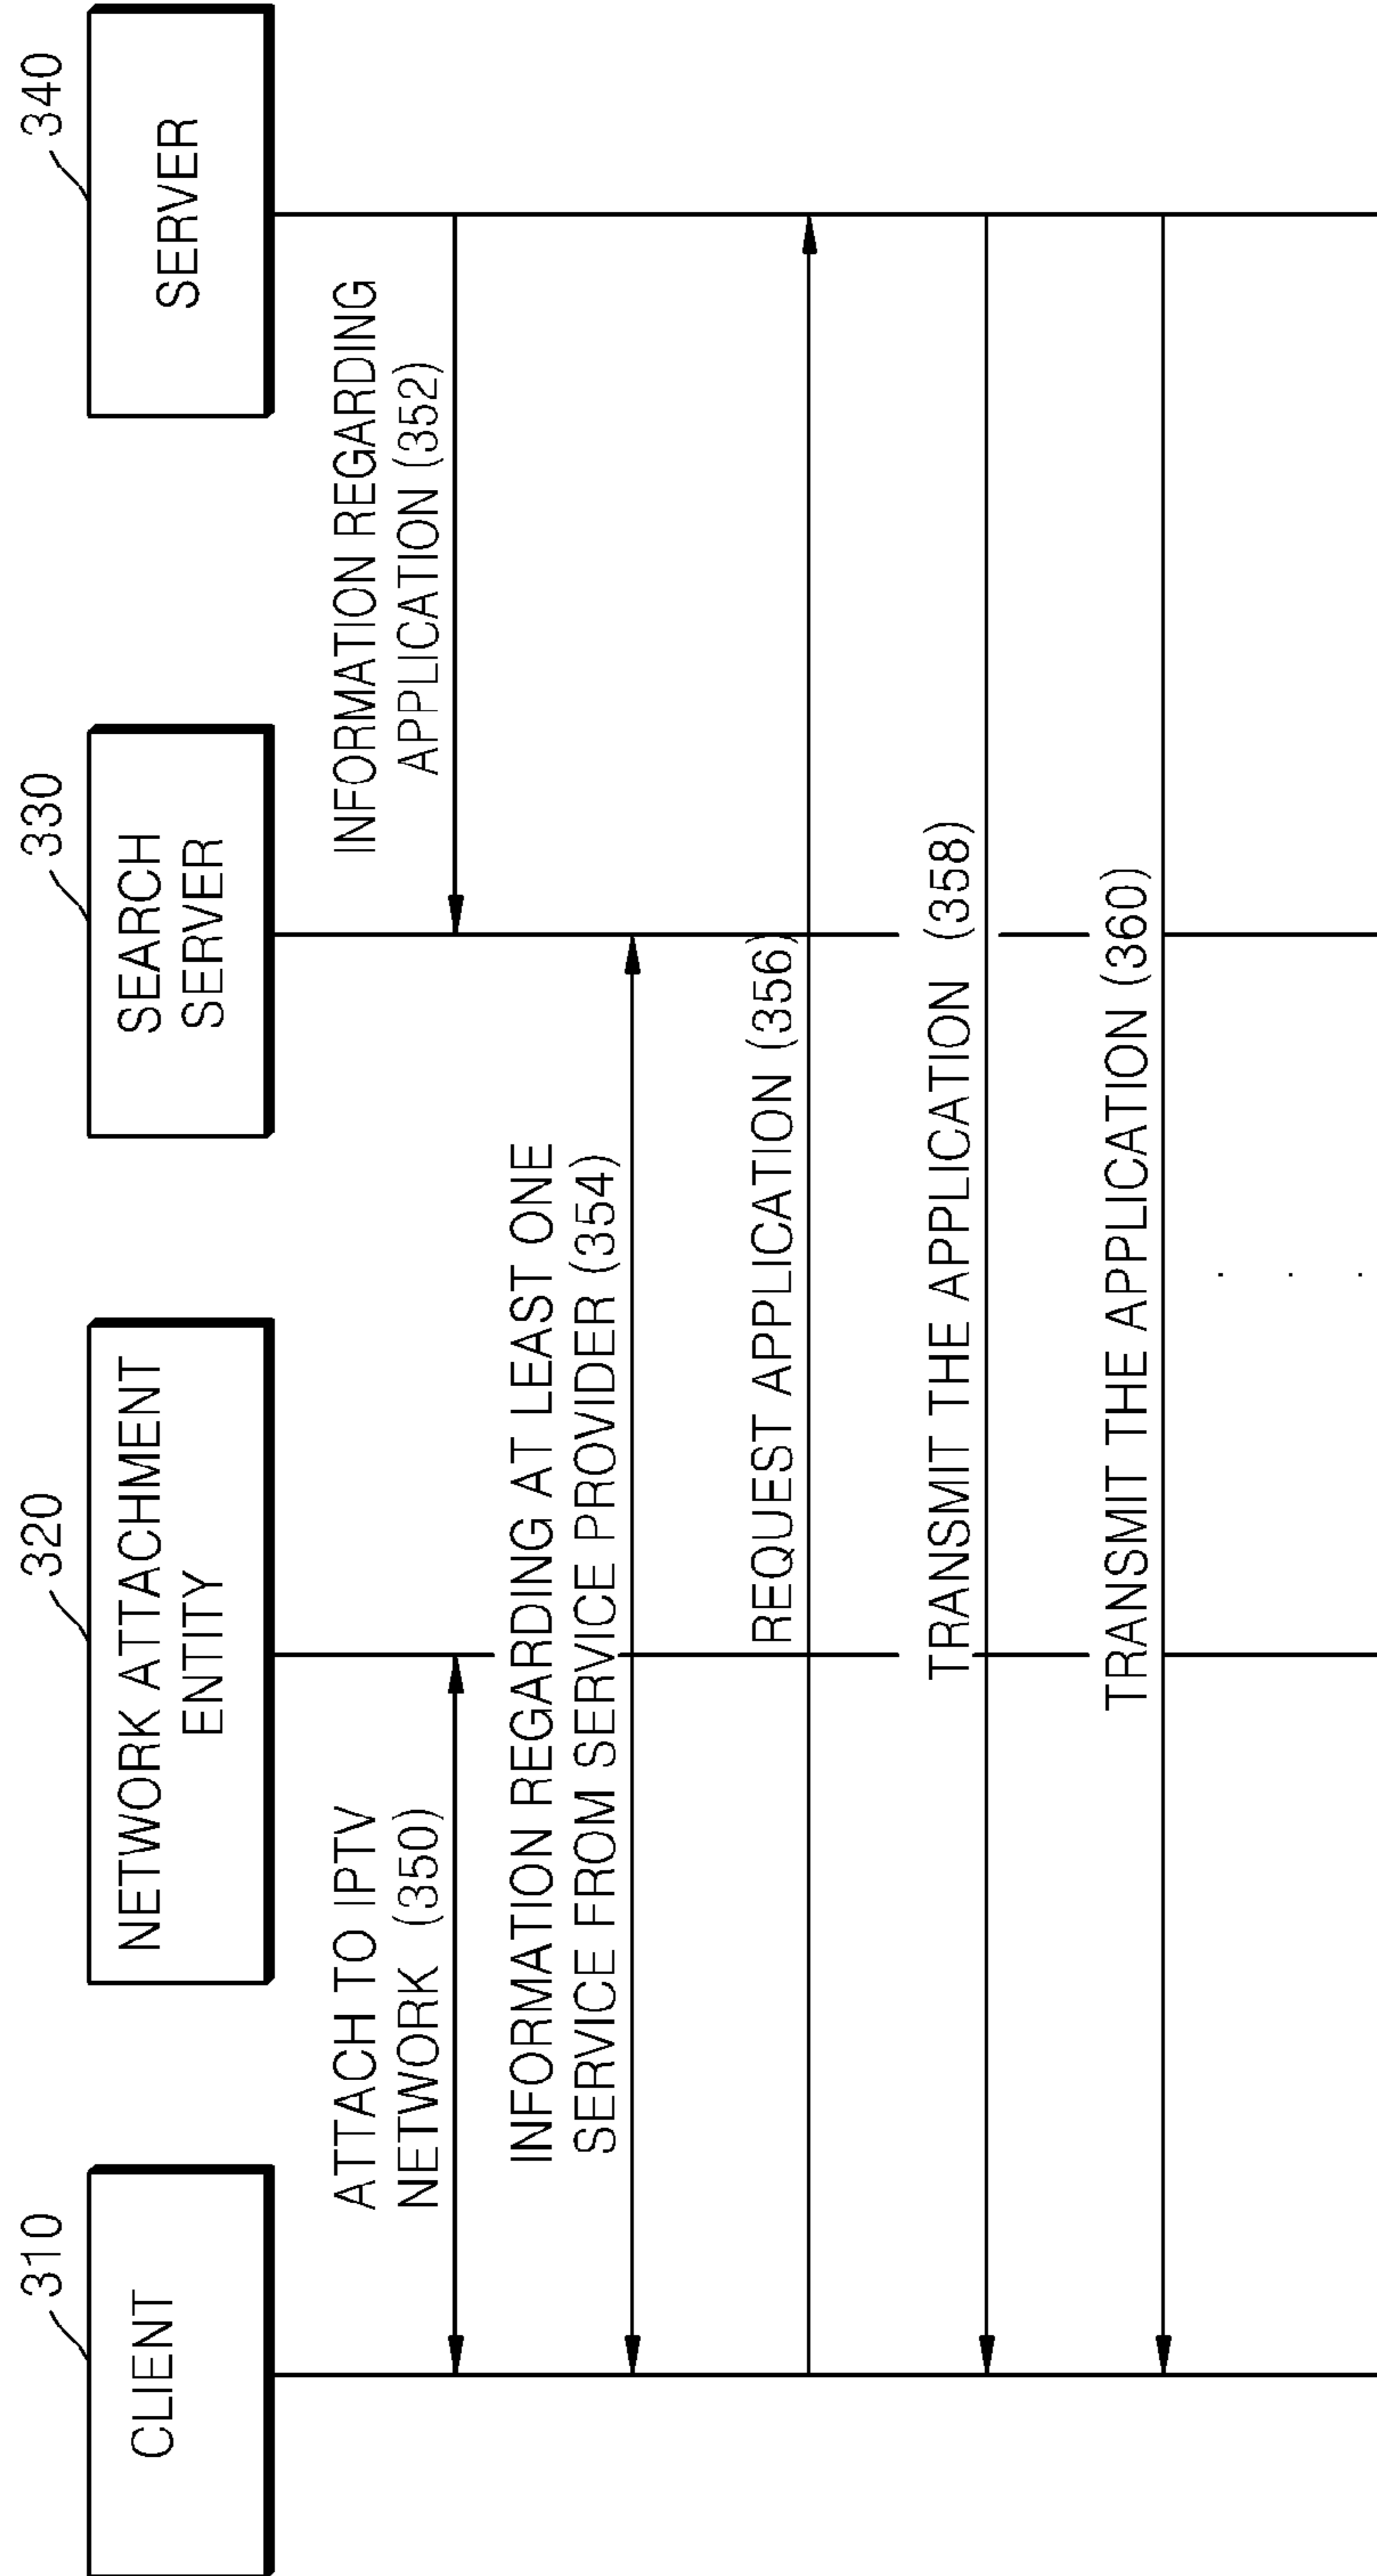 310
CLIENT
320
NETWORK ATTACHMENT
ENTITY
330
SEARCH
SERVER
340
SERVER
ATTACH TO IPTV
NETWORK (350)
INFORMATION REGARDING
APPLICATION (352)
INFORMATION REGARDING AT LEAST ONE
SERVICE FROM SERVICE PROVIDER (354)
REQUEST APPLICATION (356)
TRANSMIT THE APPLICATION (358)
TRANSMIT THE APPLICATION (360)